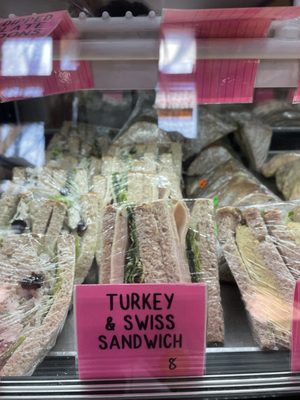 TURKEY
& SWISS
SANDWICH
8